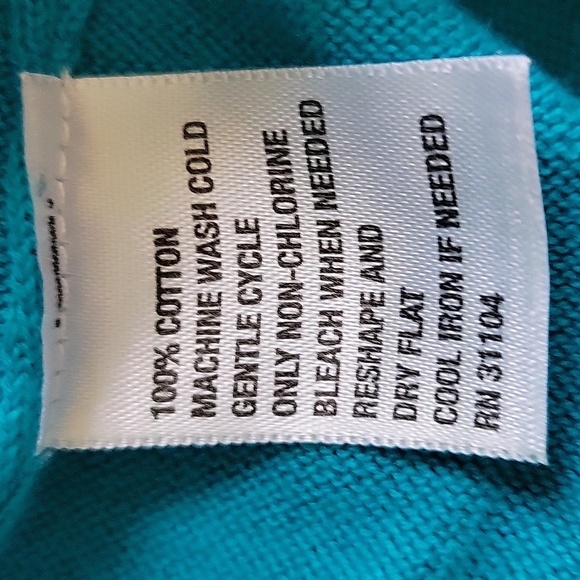 100% COTTON
MACHINE WASH COLD
GENTLE CYCLE
ONLY NON-CHLORINE
BLEACH WHEN NEEDED
RESHAPE AND
DRY FLAT
COOL IRON IF NEEDED
RN 31104